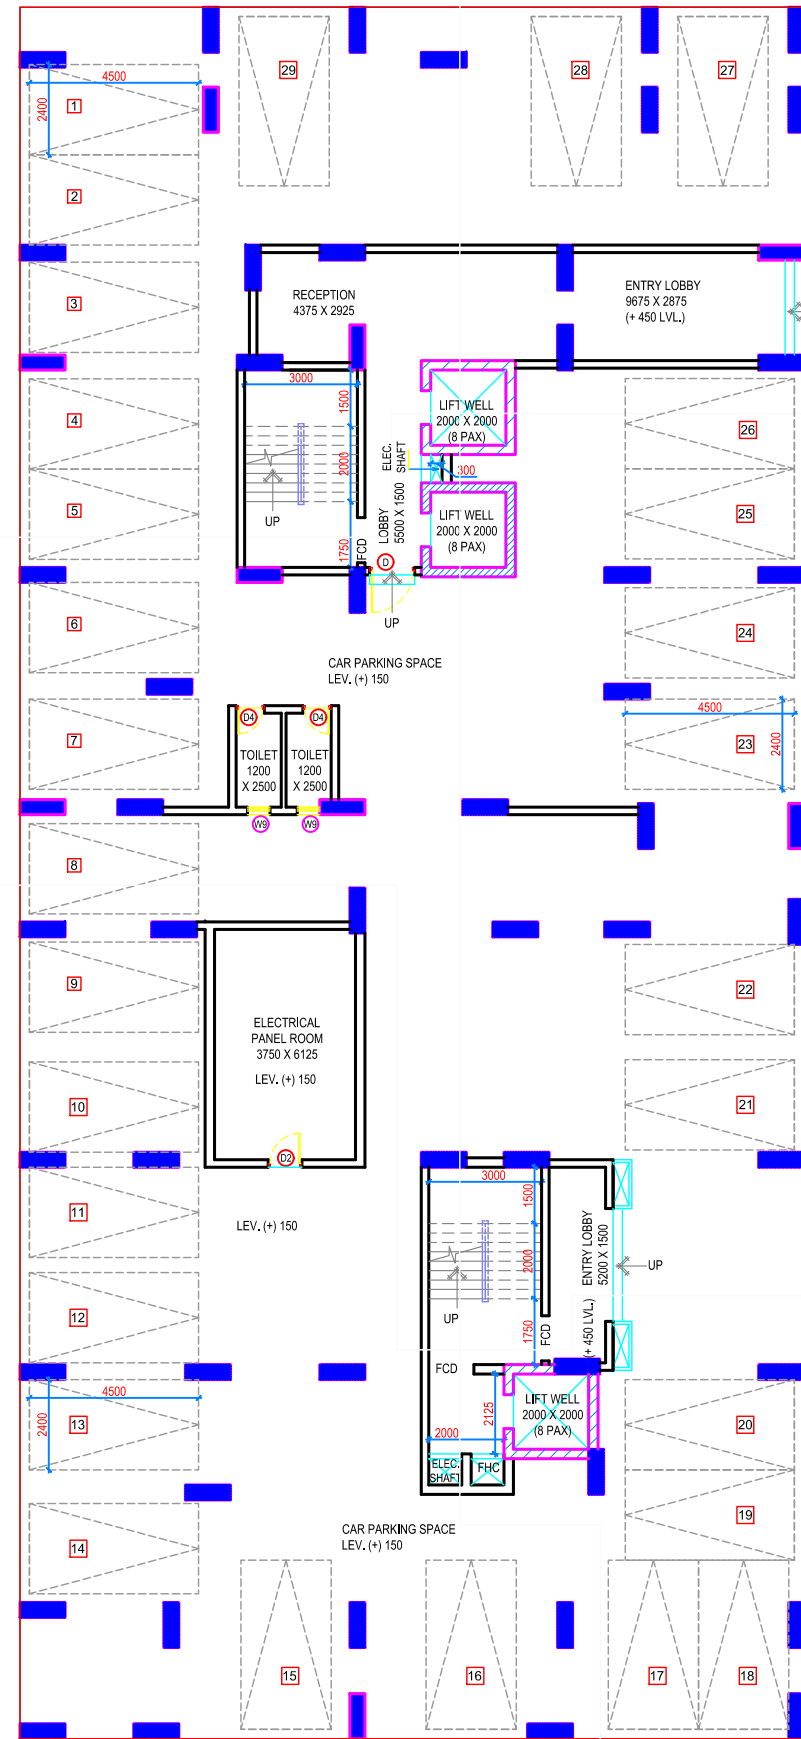 29
28
27
4500
1
2400
2
3
RECEPTION
4375 X 2925
ENTRY LOBBY
9675 X 2875
(+ 450 LVL.)
3000
1500
2000
1750
UP
FCD
4
5
ELEC.
SHAFT
LOBBY
5500 X 1500
D
UP
LIFT WELL
2000 X 2000
(8 PAX)
300
LIFT WELL
2000 X 2000
(8 PAX)
26
25
6
24
CAR PARKING SPACE
LEV. (+) 150
7
D4
D4
TOILET
1200
X 2500
TOILET
1200
X 2500
W9
W9
4500
23
2400
8
9
22
ELECTRICAL
PANEL ROOM
3750 X 6125
LEV. (+) 150
D2
10
21
11
LEV. (+) 150
3000
1500
2000
1750
UP
FCD
ENTRY LOBBY
5200 X 1500
(+ 450 LVL.)
UP
12
FCD
4500
2400
13
2125
2000
LIFT WELL
2000 X 2000
(8 PAX)
ELEC.
SHAFT
FHC
20
19
CAR PARKING SPACE
LEV. (+) 150
14
15
16
17
18